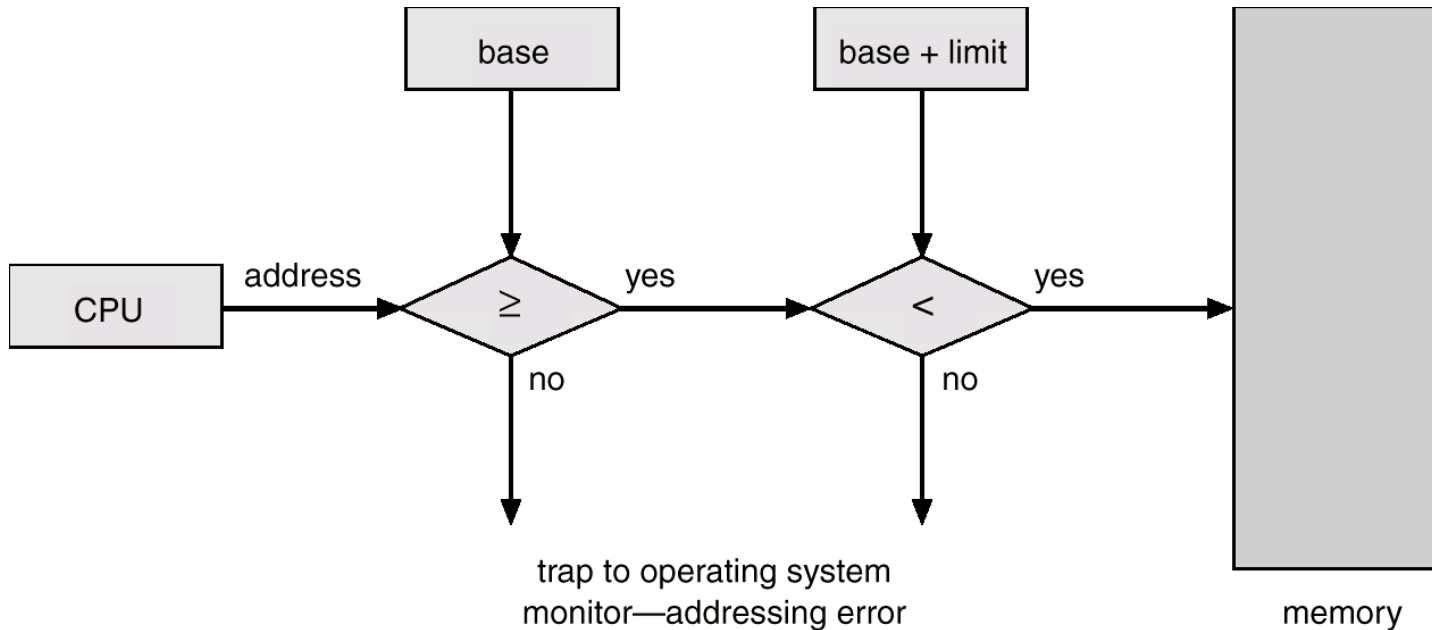 base
base + limit
address
yes
yes
CPU
≥
<
no
no
trap to operating system
monitor—addressing error
memory